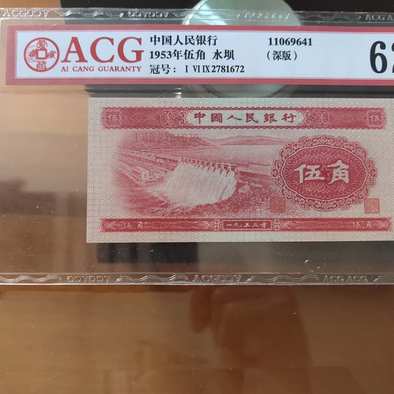 ACG
AI CANG GUARANTY
中国人民银行 11069641
1953年伍角 水坝 （深版）
冠号： I VI IX 2781672
62
中國人民銀行
伍角
一九五三年